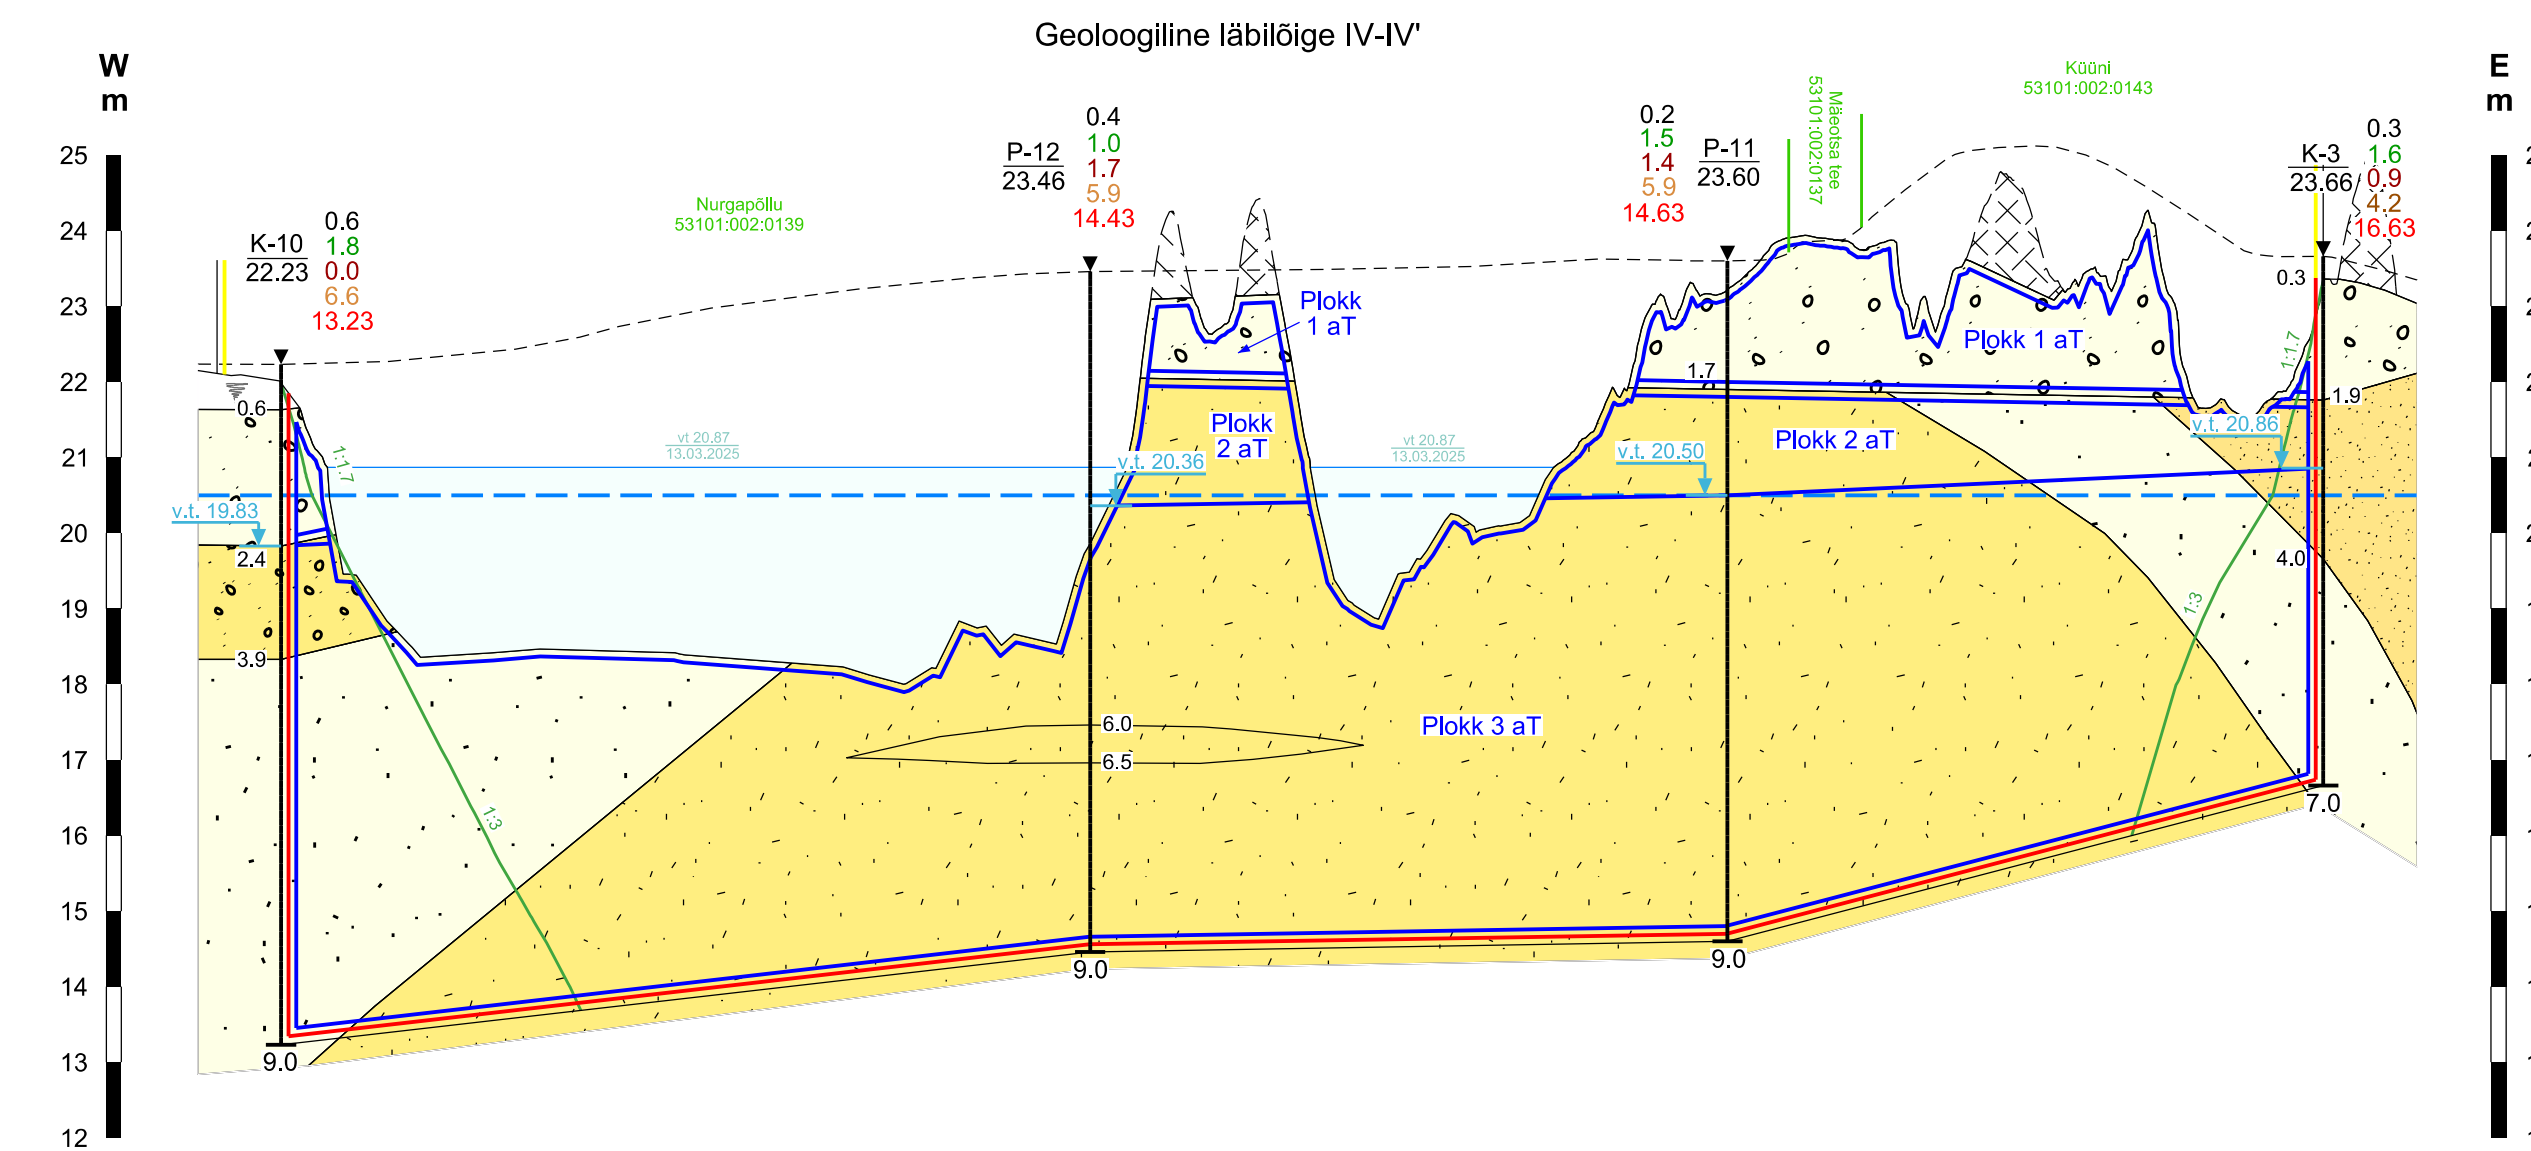 Geoloogiline läbilõige IV-IV'
W
m
E
m
25
24
23
22
21
20
19
18
17
16
15
14
13
12
K-10
22.23
0.6
1.8
0.0
6.6
13.23
Nurgapõllu
53101:002:0139
P-12
23.46
0.4
1.0
1.7
5.9
14.43
0.2
1.5
1.4
5.9
14.63
P-11
23.60
Mäeotsa tee
53101:002:0137
Küüni
53101:002:0143
K-3
23.66
0.3
1.6
0.9
4.2
16.63
Plokk
1 aT
Plokk
2 aT
Plokk 1 aT
Plokk 2 aT
Plokk 3 aT
vt 20.87
13.03.2025
vt 20.87
13.03.2025
v.t. 19.83
v.t. 20.36
v.t. 20.50
v.t. 20.86
0.6
2.4
3.9
9.0
6.0
6.5
9.0
1.7
9.0
0.3
1.9
4.0
7.0
1:1.7
1:3
1:1.7
1:3